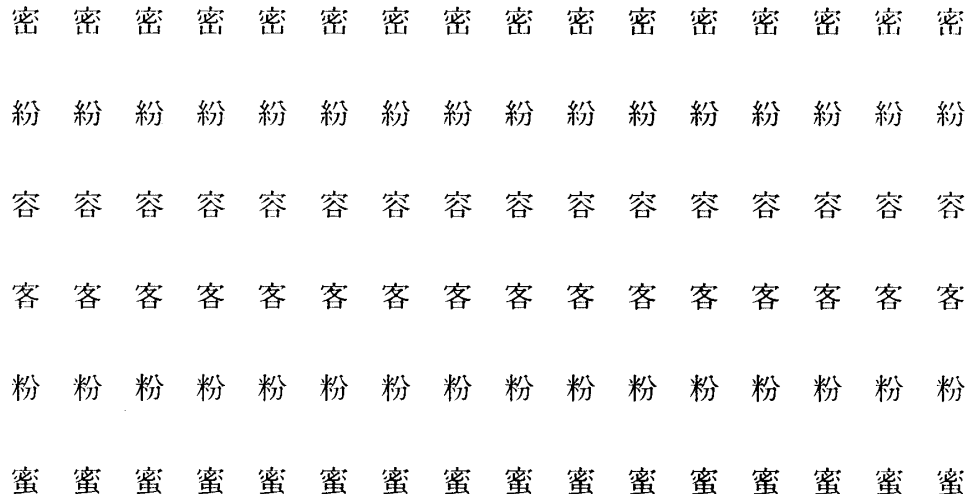 密 密 密 密 密 密 密 密 密 密 密 密 密 密 密 密
紛 紛 紛 紛 紛 紛 紛 紛 紛 紛 紛 紛 紛 紛 紛 紛
容 容 容 容 容 容 容 容 容 容 容 容 容 容 容 容
客 客 客 客 客 客 客 客 客 客 客 客 客 客 客 客
粉 粉 粉 粉 粉 粉 粉 粉 粉 粉 粉 粉 粉 粉 粉 粉
蜜 蜜 蜜 蜜 蜜 蜜 蜜 蜜 蜜 蜜 蜜 蜜 蜜 蜜 蜜 蜜